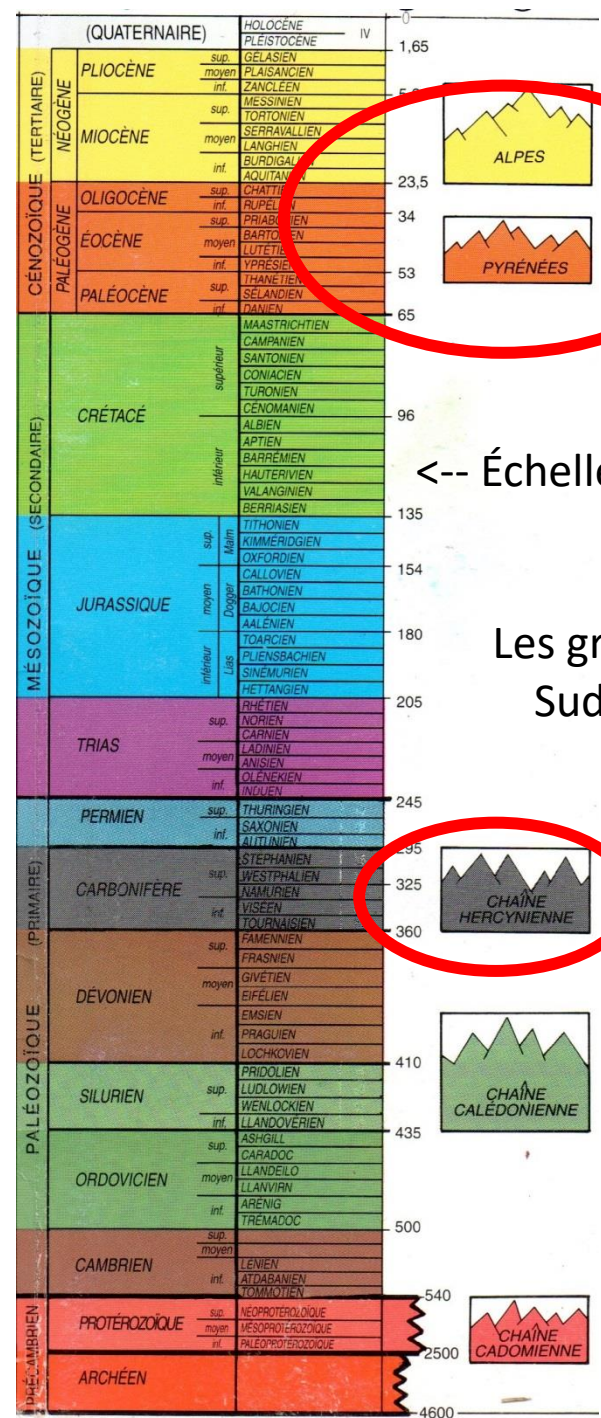 (QUATERNAIRE)
HOLOCÈNE
PLÉISTOCÈNE
IV
0
1,65
CÉNOZOÏQUE (TERTIAIRE)
NÉOGÈNE
PLIOCÈNE
sup. GÉLASIEN
moyen PLAISANCIEN
inf. ZANCLÉEN
MIOCÈNE
sup.
MESSINIEN
TORTONIEN
moyen
SERRAVALLIEN
LANGHIEN
inf.
23,5
ALPES
PALÉOGÈNE
OLIGOCÈNE
sup.
inf.
34
ÉOCÈNE
sup.
moyen
inf.
53
PYRÉNÉES
PALÉOCÈNE
sup.
THANÉTIEN
SÉLANDIEN
inf. DANIEN
65
MÉSOZOÏQUE (SECONDAIRE)
CRÉTACÉ
supérieur
MAASTRICHTIEN
CAMPANIEN
SANTONIEN
CONIACIEN
TURONIEN
CÉNOMANIEN
96
inférieur
ALBIEN
APTIEN
BARRÉMIEN
HAUTERIVIEN
VALANGINIEN
BERRIASIEN
<-- Échelle
135
JURASSIQUE
sup. Malm
TITHONIEN
KIMMÉRIDGIEN
OXFORDIEN
154
moyen Dogger
CALLOVIEN
BATHONIEN
BAJOCIEN
AALÉNIEN
180
inférieur Lias
TOARCIEN
PLIENSBACHIEN
SINÉMURIEN
HETTANGIEN
Les gr
Sud
205
TRIAS
sup.
RHÉTIEN
NORIEN
CARNIEN
moyen
LADINIEN
ANISIEN
inf.
OLÉNÉKIEN
INDUEN
245
PALÉOZOÏQUE (PRIMAIRE)
PERMIEN
sup. THURINGIEN
inf.
SAXONIEN
AUTUNIEN
295
CARBONIFÈRE
sup.
STÉPHANIEN
WESTPHALIEN
NAMURIEN
325
inf.
VISÉEN
TOURNAISIEN
360
CHAÎNE
HERCYNIENNE
DÉVONIEN
sup.
FAMENNIEN
FRASNIEN
moyen
GIVÉTIEN
EIFÉLIEN
inf.
EMSIEN
PRAGUIEN
LOCHKOVIEN
410
SILURIEN
sup.
PRIDOLIEN
LUDLOWIEN
WENLOCKIEN
inf. LLANDOVERIEN
435
CHAÎNE
CALÉDONIENNE
ORDOVICIEN
sup.
ASHGILL
CARADOC
moyen
LLANDEILO
LLANVIRN
inf.
ARÉNIG
TRÉMADOC
500
CAMBRIEN
sup.
moyen
inf.
LÉNIEN
ATDABANIEN
TOMMOTIEN
540
PRÉCAMBRIEN
PROTÉROZOÏQUE
sup. NÉOPROTÉROZOÏQUE
moyen MÉSOPROTÉROZOÏQUE
inf. PALÉOPROTÉROZOÏQUE
2500
CHAÎNE
CADOMIENNE
ARCHÉEN
4600